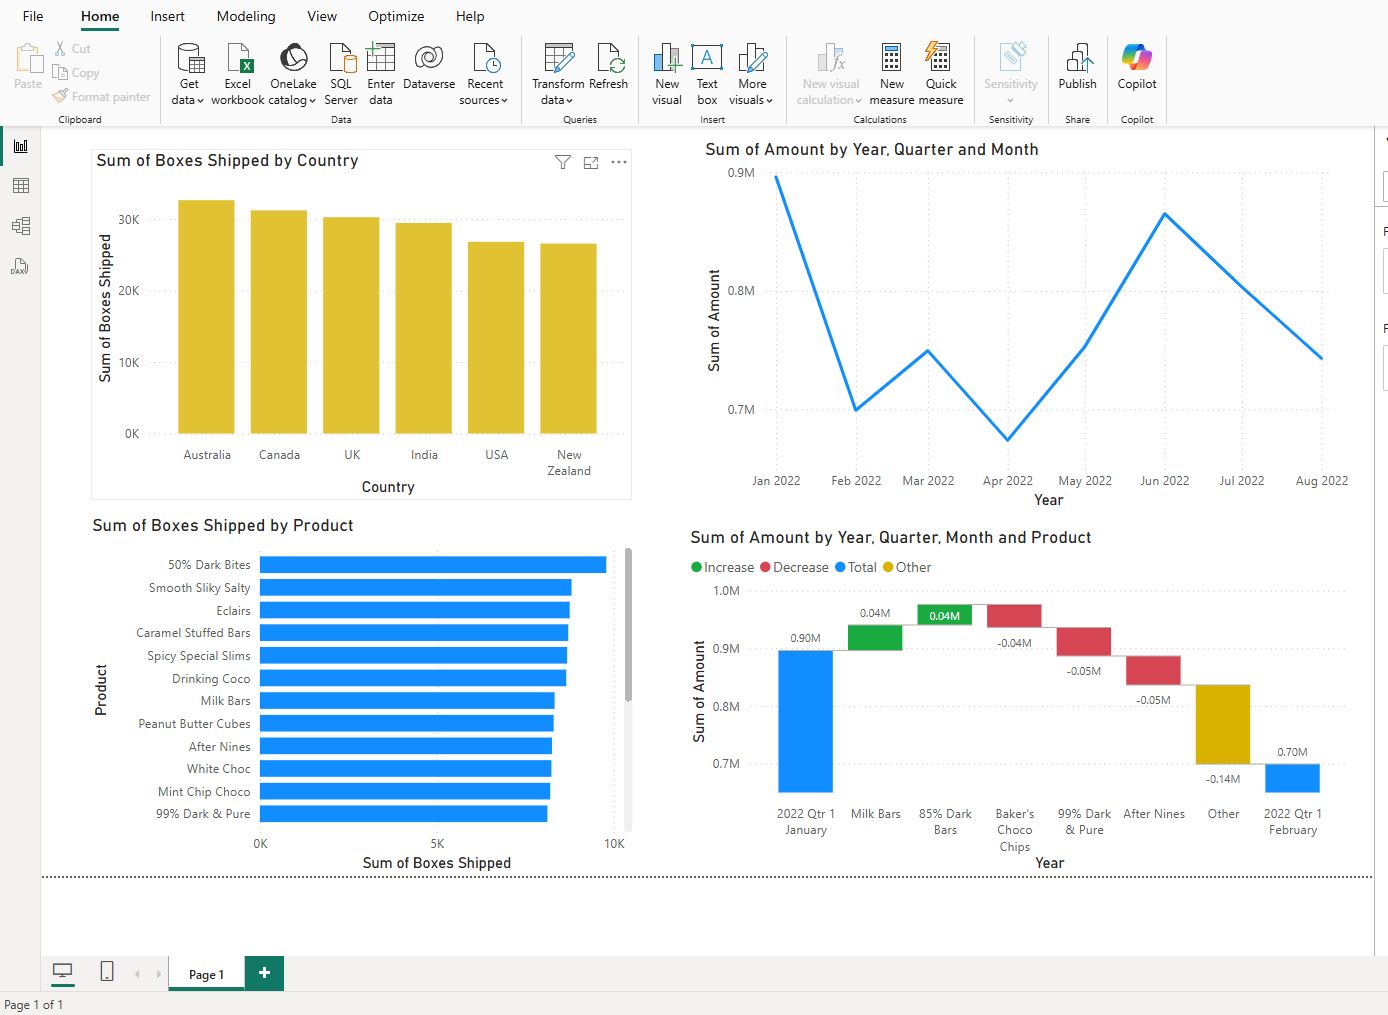 File Home Insert Modeling View Optimize Help
Paste
Cut
Copy
Format painter
Clipboard
Get data
Excel workbook
OneLake catalog
SQL Server
Enter data
Dataverse
Recent sources
Data
Transform data
Refresh
Queries
New visual
Text box
More visuals
Insert
New visual calculation
New measure
Quick measure
Calculations
Sensitivity
Sensitivity
Publish
Share
Copilot
Copilot
Sum of Boxes Shipped by Country
Sum of Boxes Shipped
30K
20K
10K
0K
Australia Canada UK India USA New Zealand
Country
Sum of Amount by Year, Quarter and Month
Sum of Amount
0.9M
0.8M
0.7M
Jan 2022 Feb 2022 Mar 2022 Apr 2022 May 2022 Jun 2022 Jul 2022 Aug 2022
Year
Sum of Boxes Shipped by Product
Product
50% Dark Bites
Smooth Sliky Salty
Eclairs
Caramel Stuffed Bars
Spicy Special Slims
Drinking Coco
Milk Bars
Peanut Butter Cubes
After Nines
White Choc
Mint Chip Choco
99% Dark & Pure
0K 5K 10K
Sum of Boxes Shipped
Sum of Amount by Year, Quarter, Month and Product
Increase Decrease Total Other
Sum of Amount
1.0M
0.9M
0.8M
0.7M
0.90M
0.04M
0.04M
-0.04M
-0.05M
-0.05M
-0.14M
0.70M
2022 Qtr 1 January
Milk Bars
85% Dark Bars
Baker's Choco Chips
99% Dark & Pure
After Nines
Other
2022 Qtr 1 February
Year
Page 1
Page 1 of 1